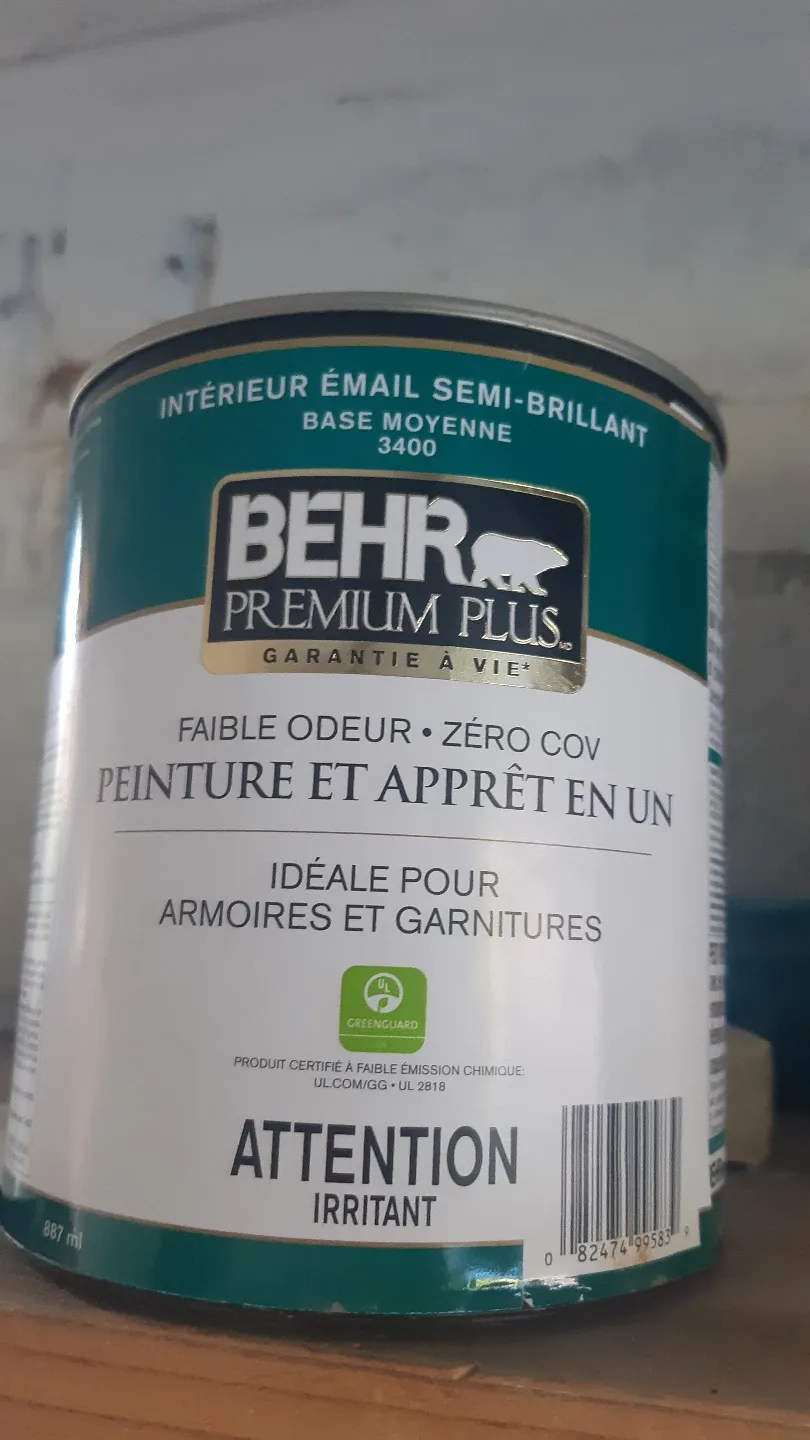 INTÉRIEUR ÉMAIL SEMI-BRILLANT
BASE MOYENNE
3400
BEHR
PREMIUM PLUS MD
GARANTIE À VIE*
FAIBLE ODEUR • ZÉRO COV
PEINTURE ET APPRÊT EN UN
IDÉALE POUR
ARMOIRES ET GARNITURES
UL
GREENGUARD
PRODUIT CERTIFIÉ À FAIBLE ÉMISSION CHIMIQUE:
UL.COM/GG • UL 2818
ATTENTION
IRRITANT
887 ml
0 82474 99583 9